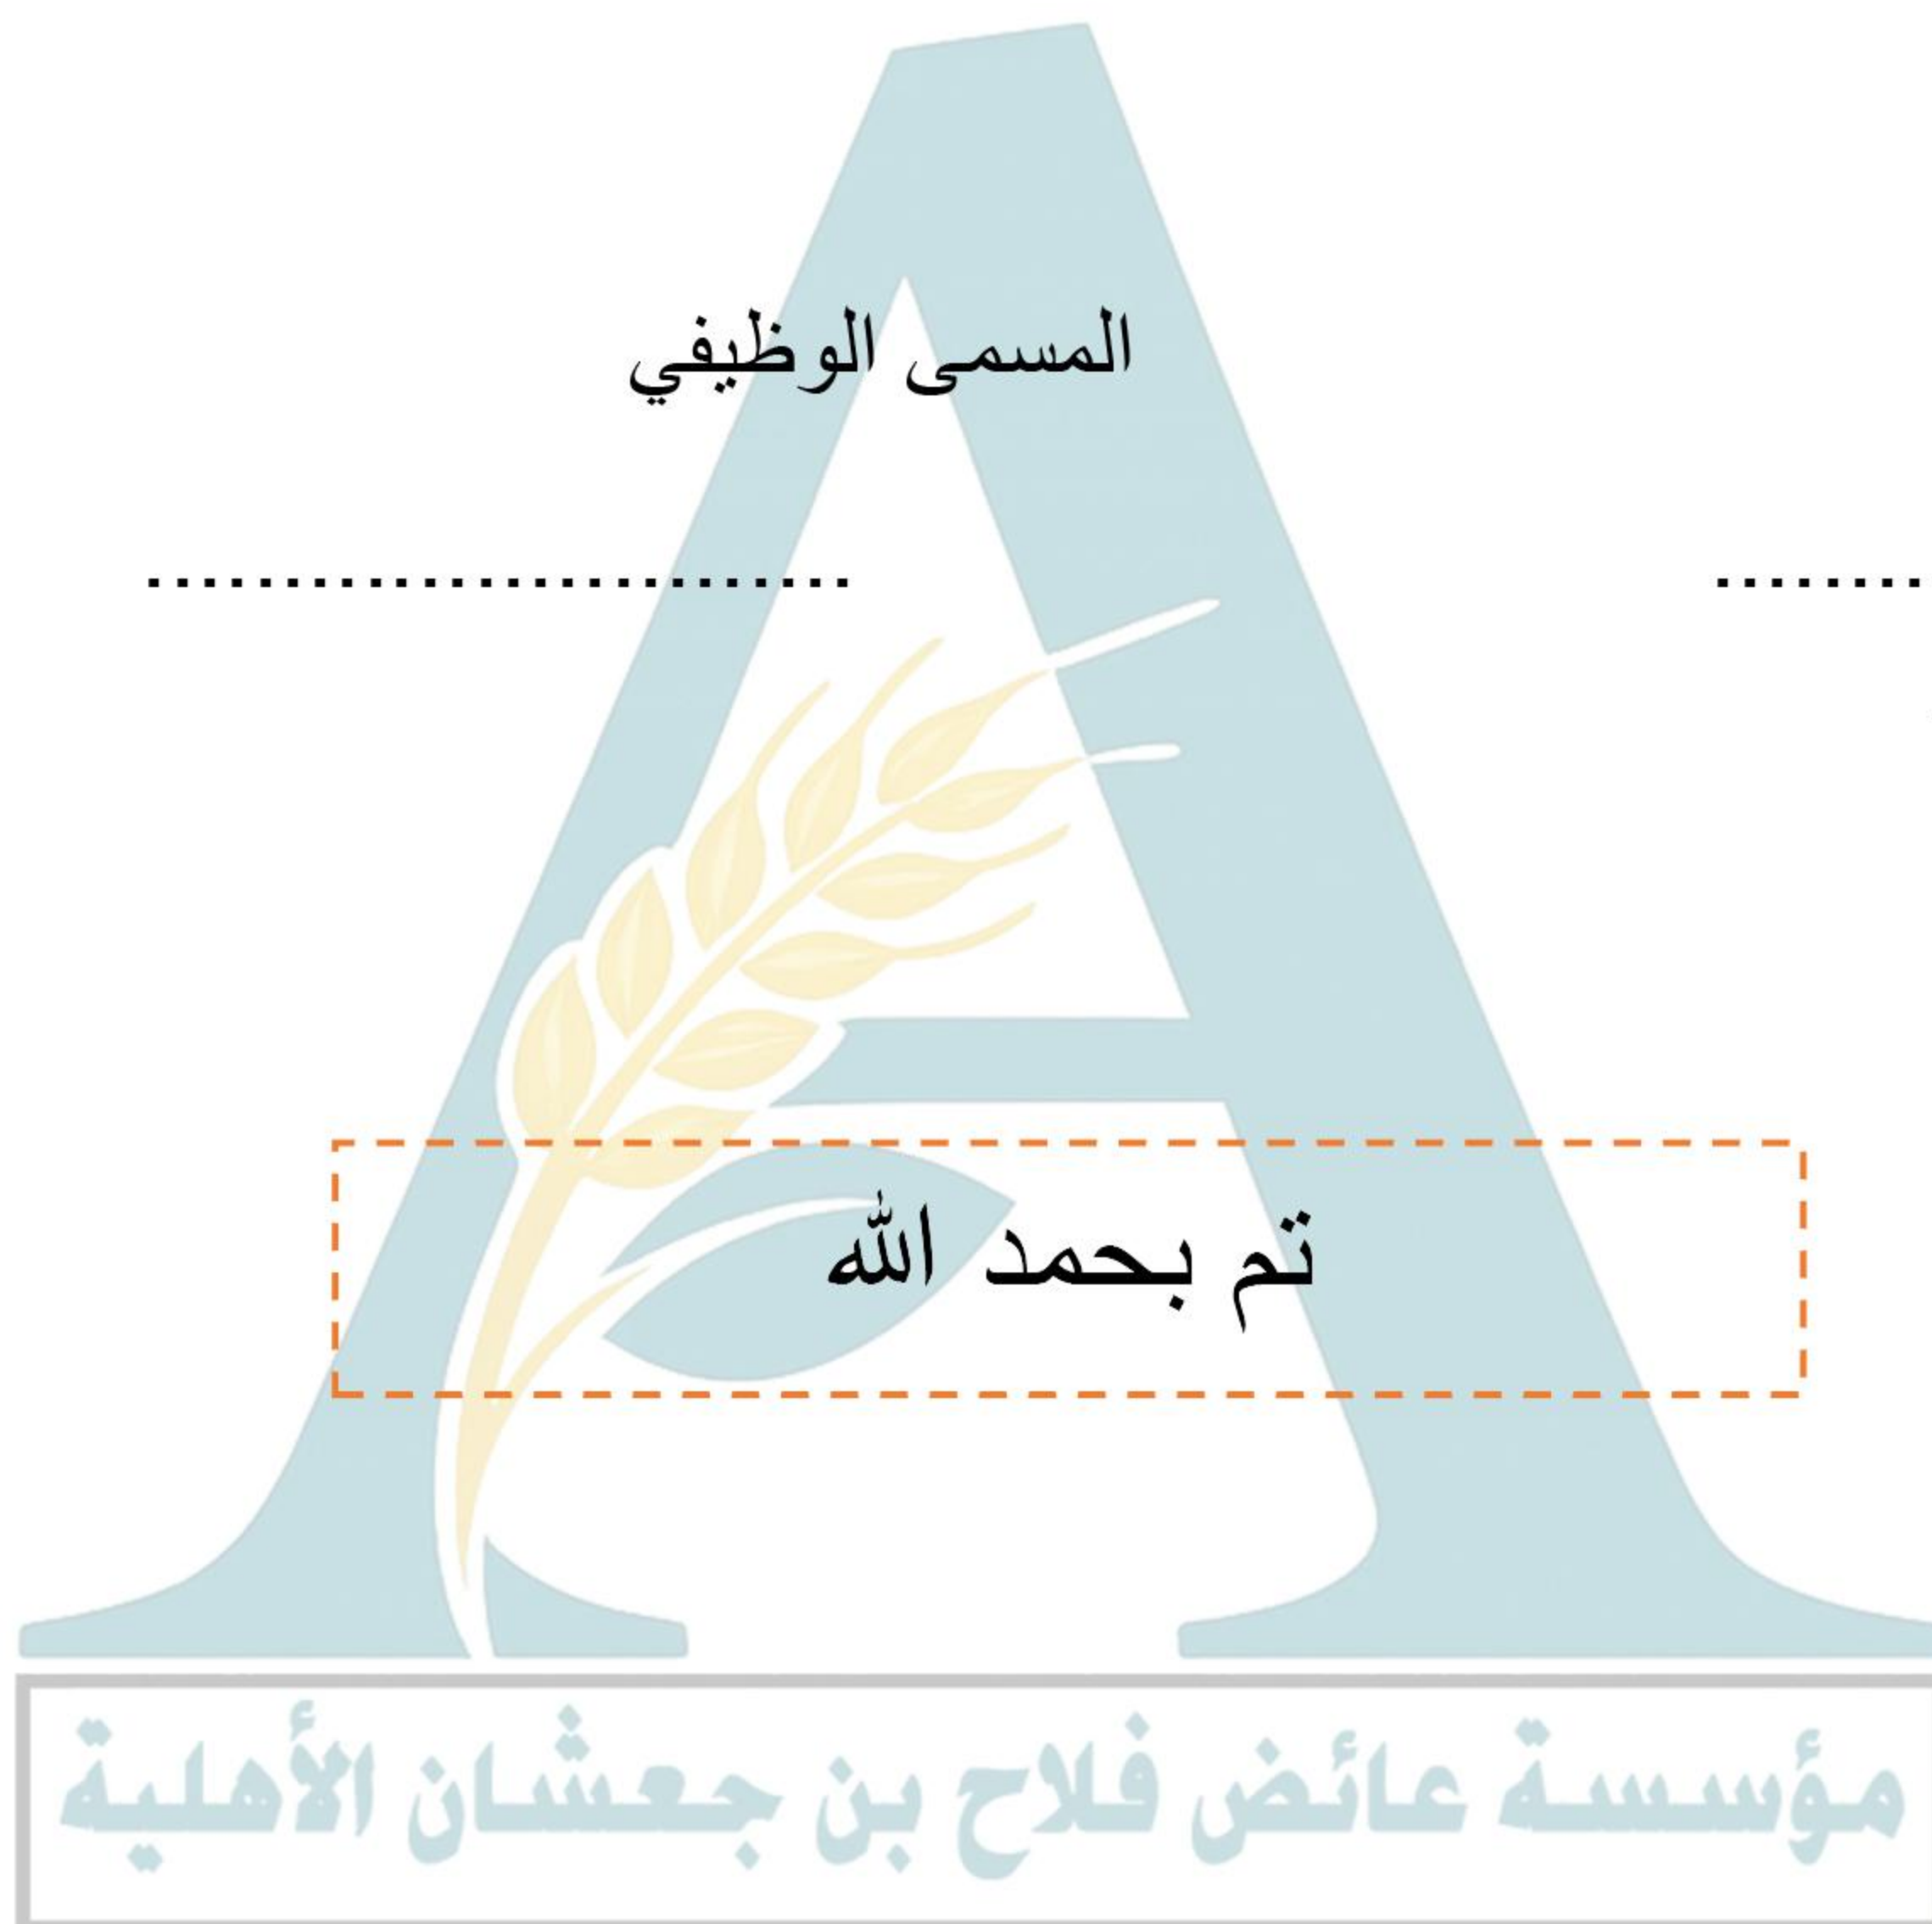 المسمى الوظيفي
........ ..........................
تم بحمد الله
مؤسسة عائض فلاح بن جعشان الأهلية